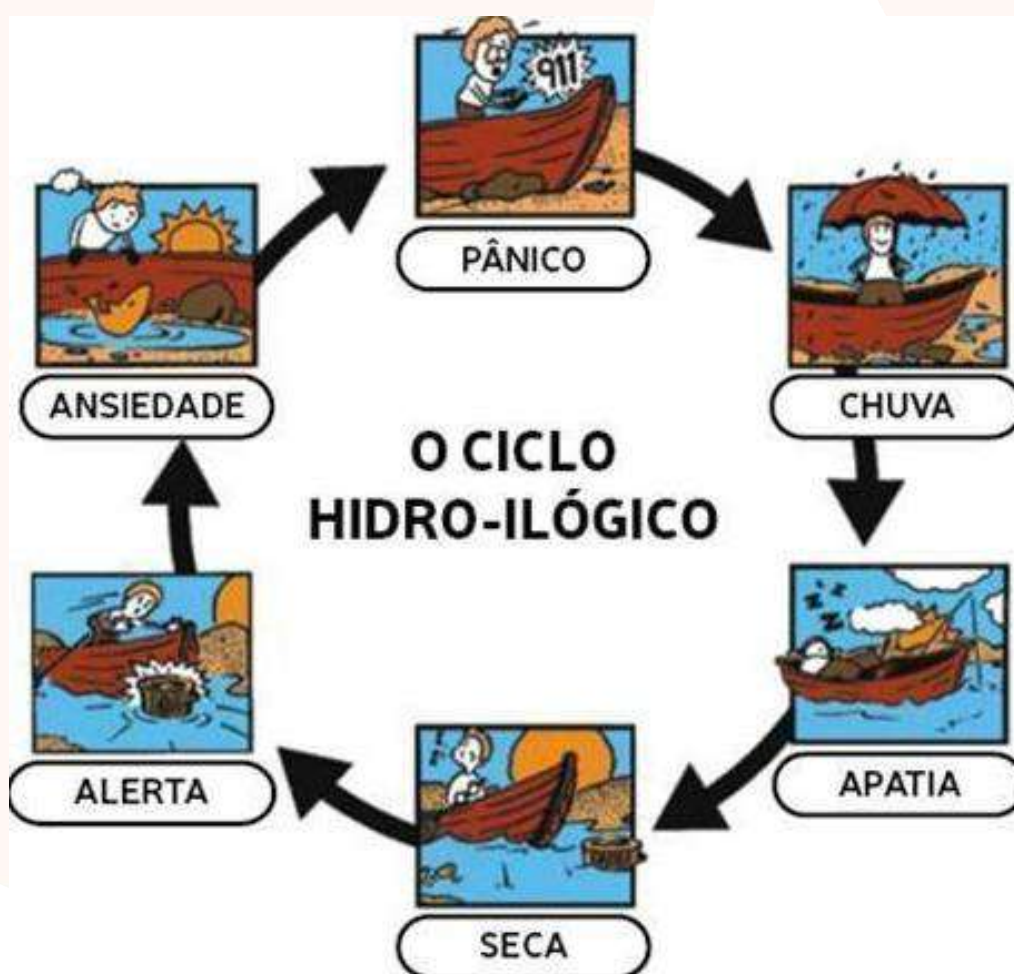 911
PÂNICO
CHUVA
ANSIEDADE
O CICLO
HIDRO-ILÓGICO
Z Z Z
APATIA
ALERTA
SECA